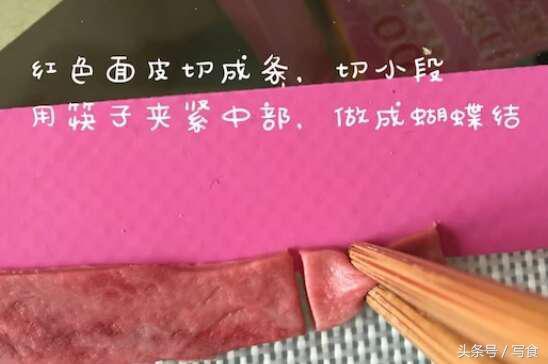 红色面皮切成条，切小段
用筷子夹紧中部，做成蝴蝶结
头条号／写食